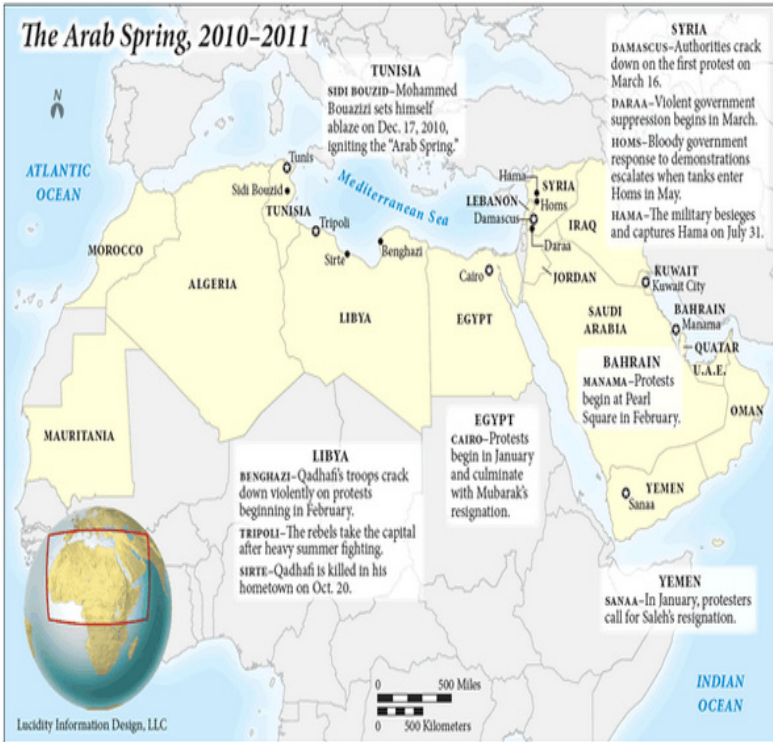 The Arab Spring, 2010–2011
N
TUNISIA
SIDI BOUZID–Mohammed
Bouazizi sets himself
ablaze on Dec. 17, 2010,
igniting the “Arab Spring.”
SYRIA
DAMASCUS–Authorities crack
down on the first protest on
March 16.
DARAA–Violent government
suppression begins in March.
HOMS–Bloody government
response to demonstrations
escalates when tanks enter
Homs in May.
HAMA–The military besieges
and captures Hama on July 31.
ATLANTIC
OCEAN
Tunis
Sidi Bouzid
TUNISIA
Mediterranean Sea
Hama
SYRIA
Homs
LEBANON
Damascus
Daraa
IRAQ
MOROCCO
Tripoli
Sirte
Benghazi
Cairo
JORDAN
KUWAIT
Kuwait City
ALGERIA
LIBYA
EGYPT
SAUDI
ARABIA
BAHRAIN
Manama
QUATAR
U.A.E.
OMAN
BAHRAIN
MANAMA–Protests
begin at Pearl
Square in February.
MAURITANIA
YEMEN
Sanaa
EGYPT
CAIRO–Protests
begin in January
and culminate
with Mubarak’s
resignation.
LIBYA
BENGHAZI–Qadhafi’s troops crack
down violently on protests
beginning in February.
TRIPOLI–The rebels take the capital
after heavy summer fighting.
SIRTE–Qadhafi is killed in his
hometown on Oct. 20.
YEMEN
SANAA–In January, protesters
call for Saleh’s resignation.
INDIAN
OCEAN
0 500 Miles
0 500 Kilometers
Lucidity Information Design, LLC